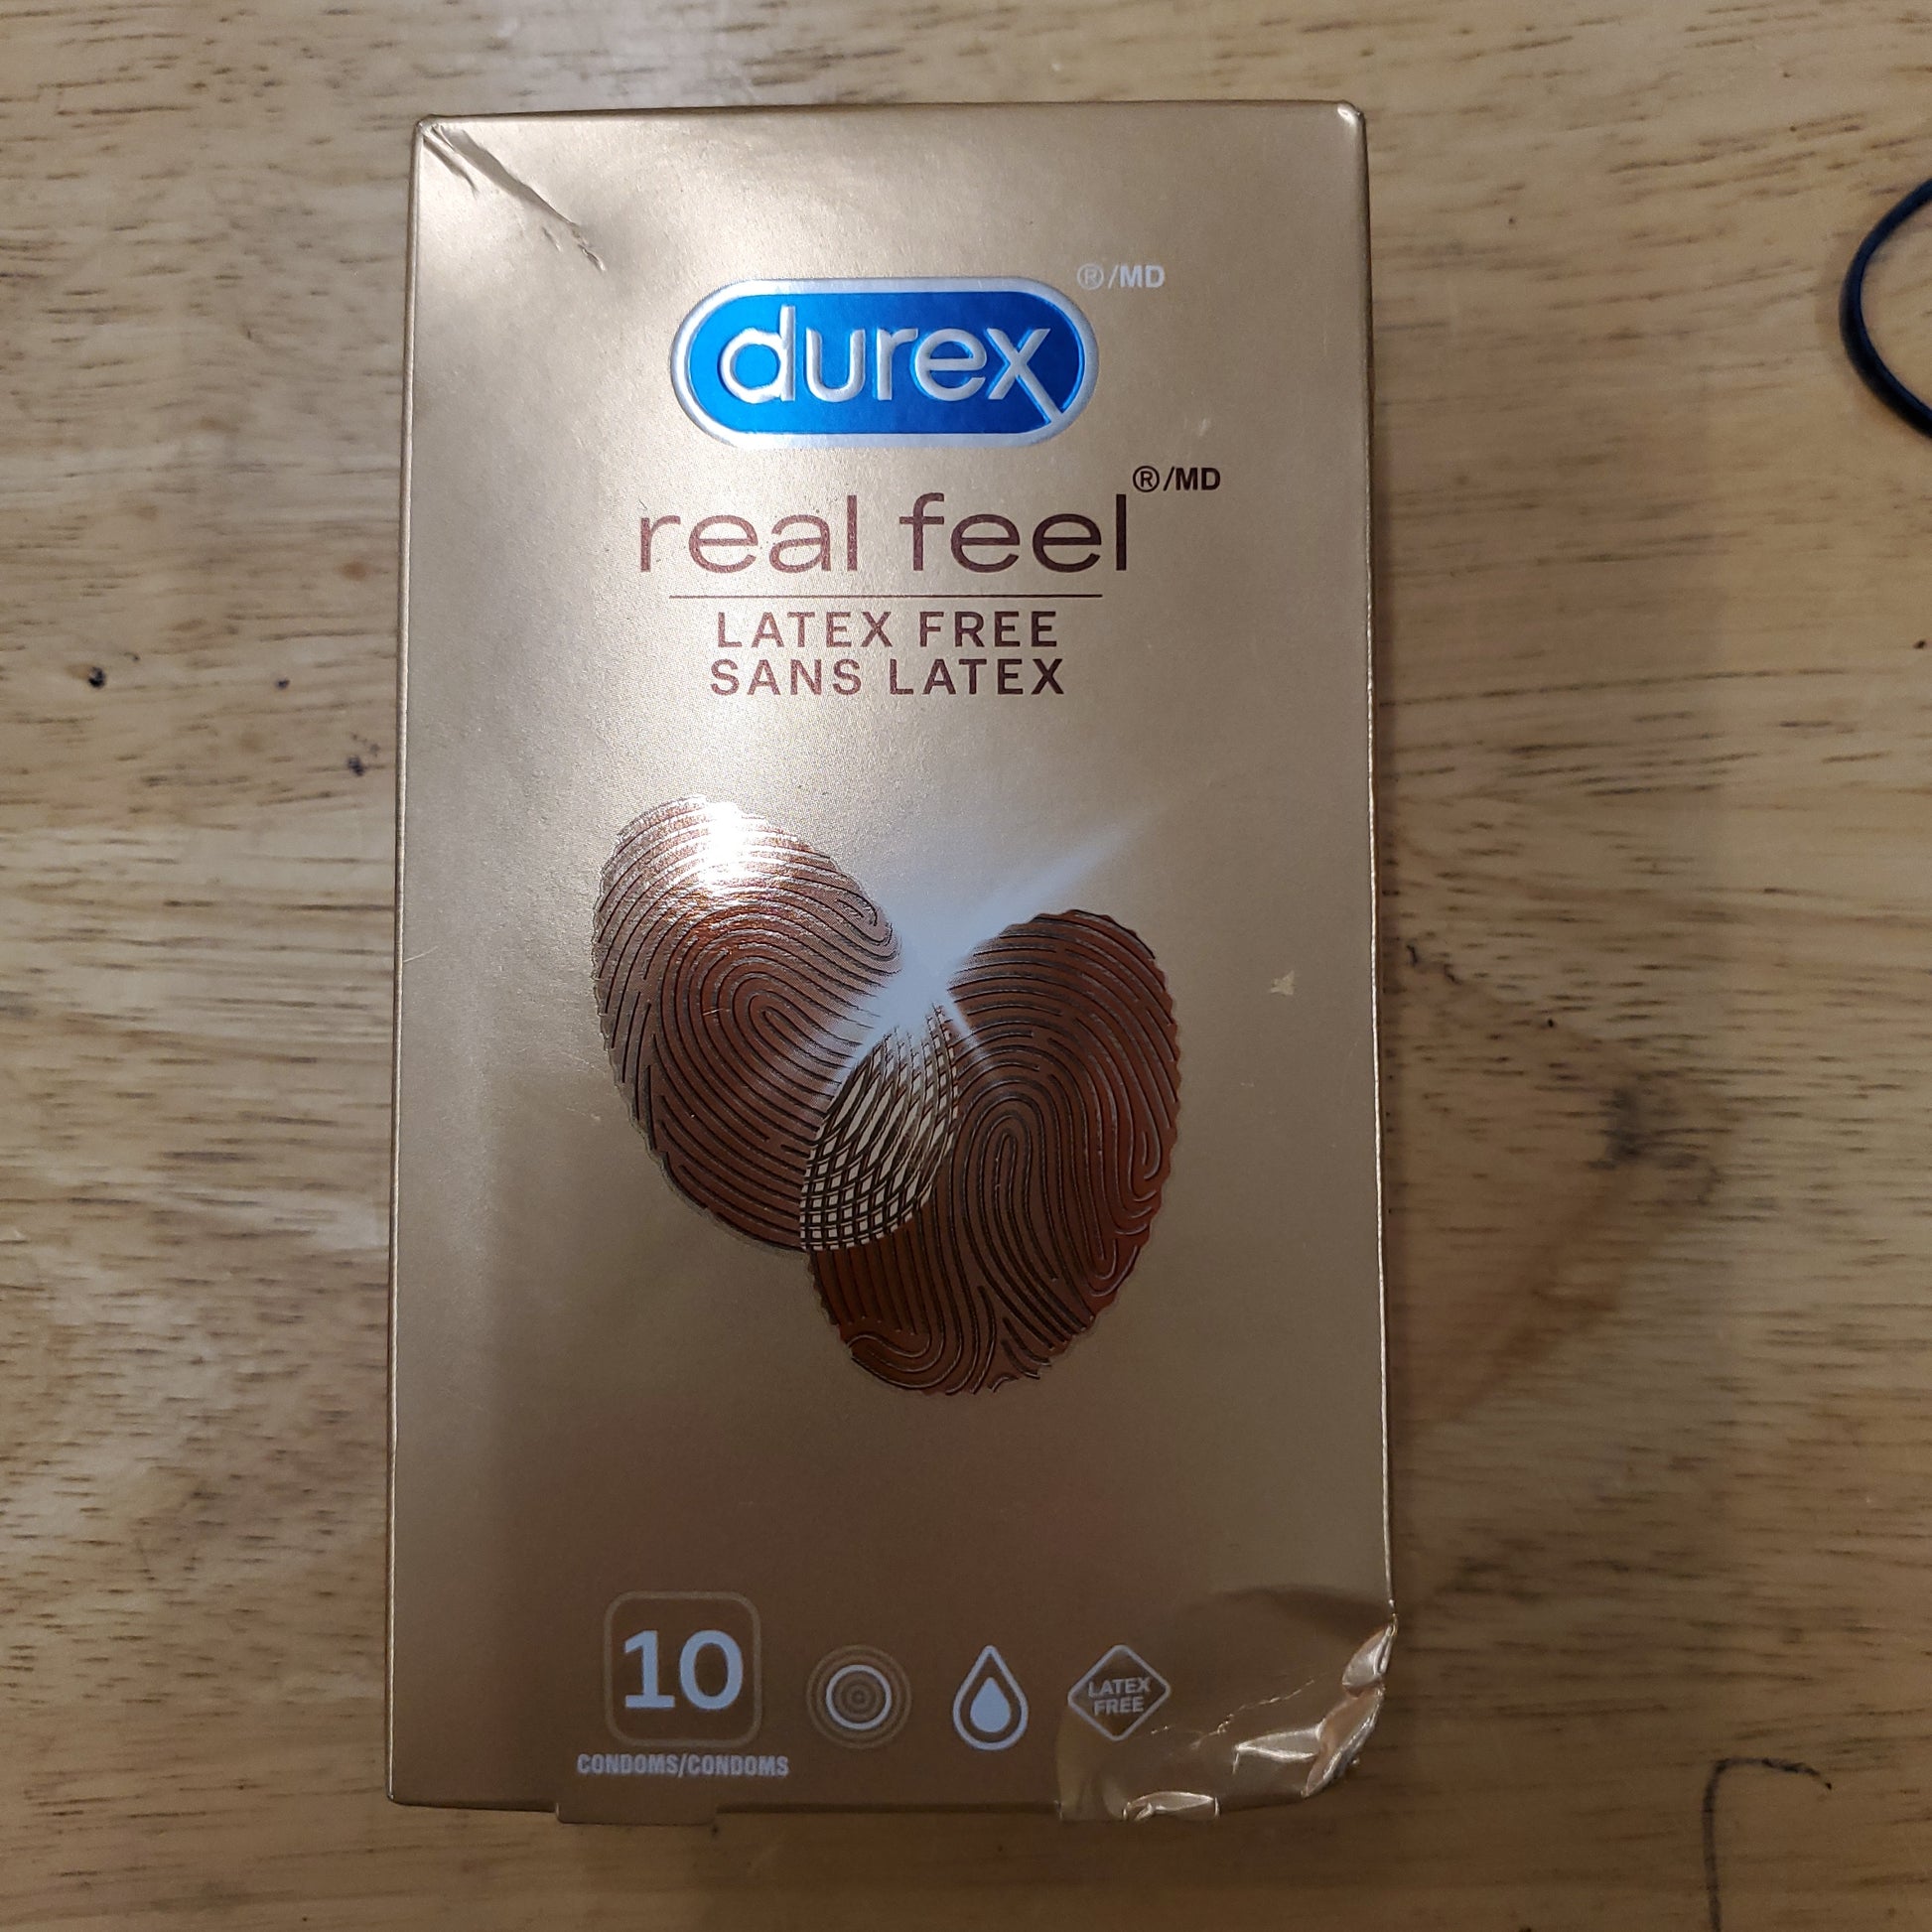 ®/MD
durex
®/MD
real feel
LATEX FREE
SANS LATEX
10
CONDOMS/CONDOMS
LATEX
FREE